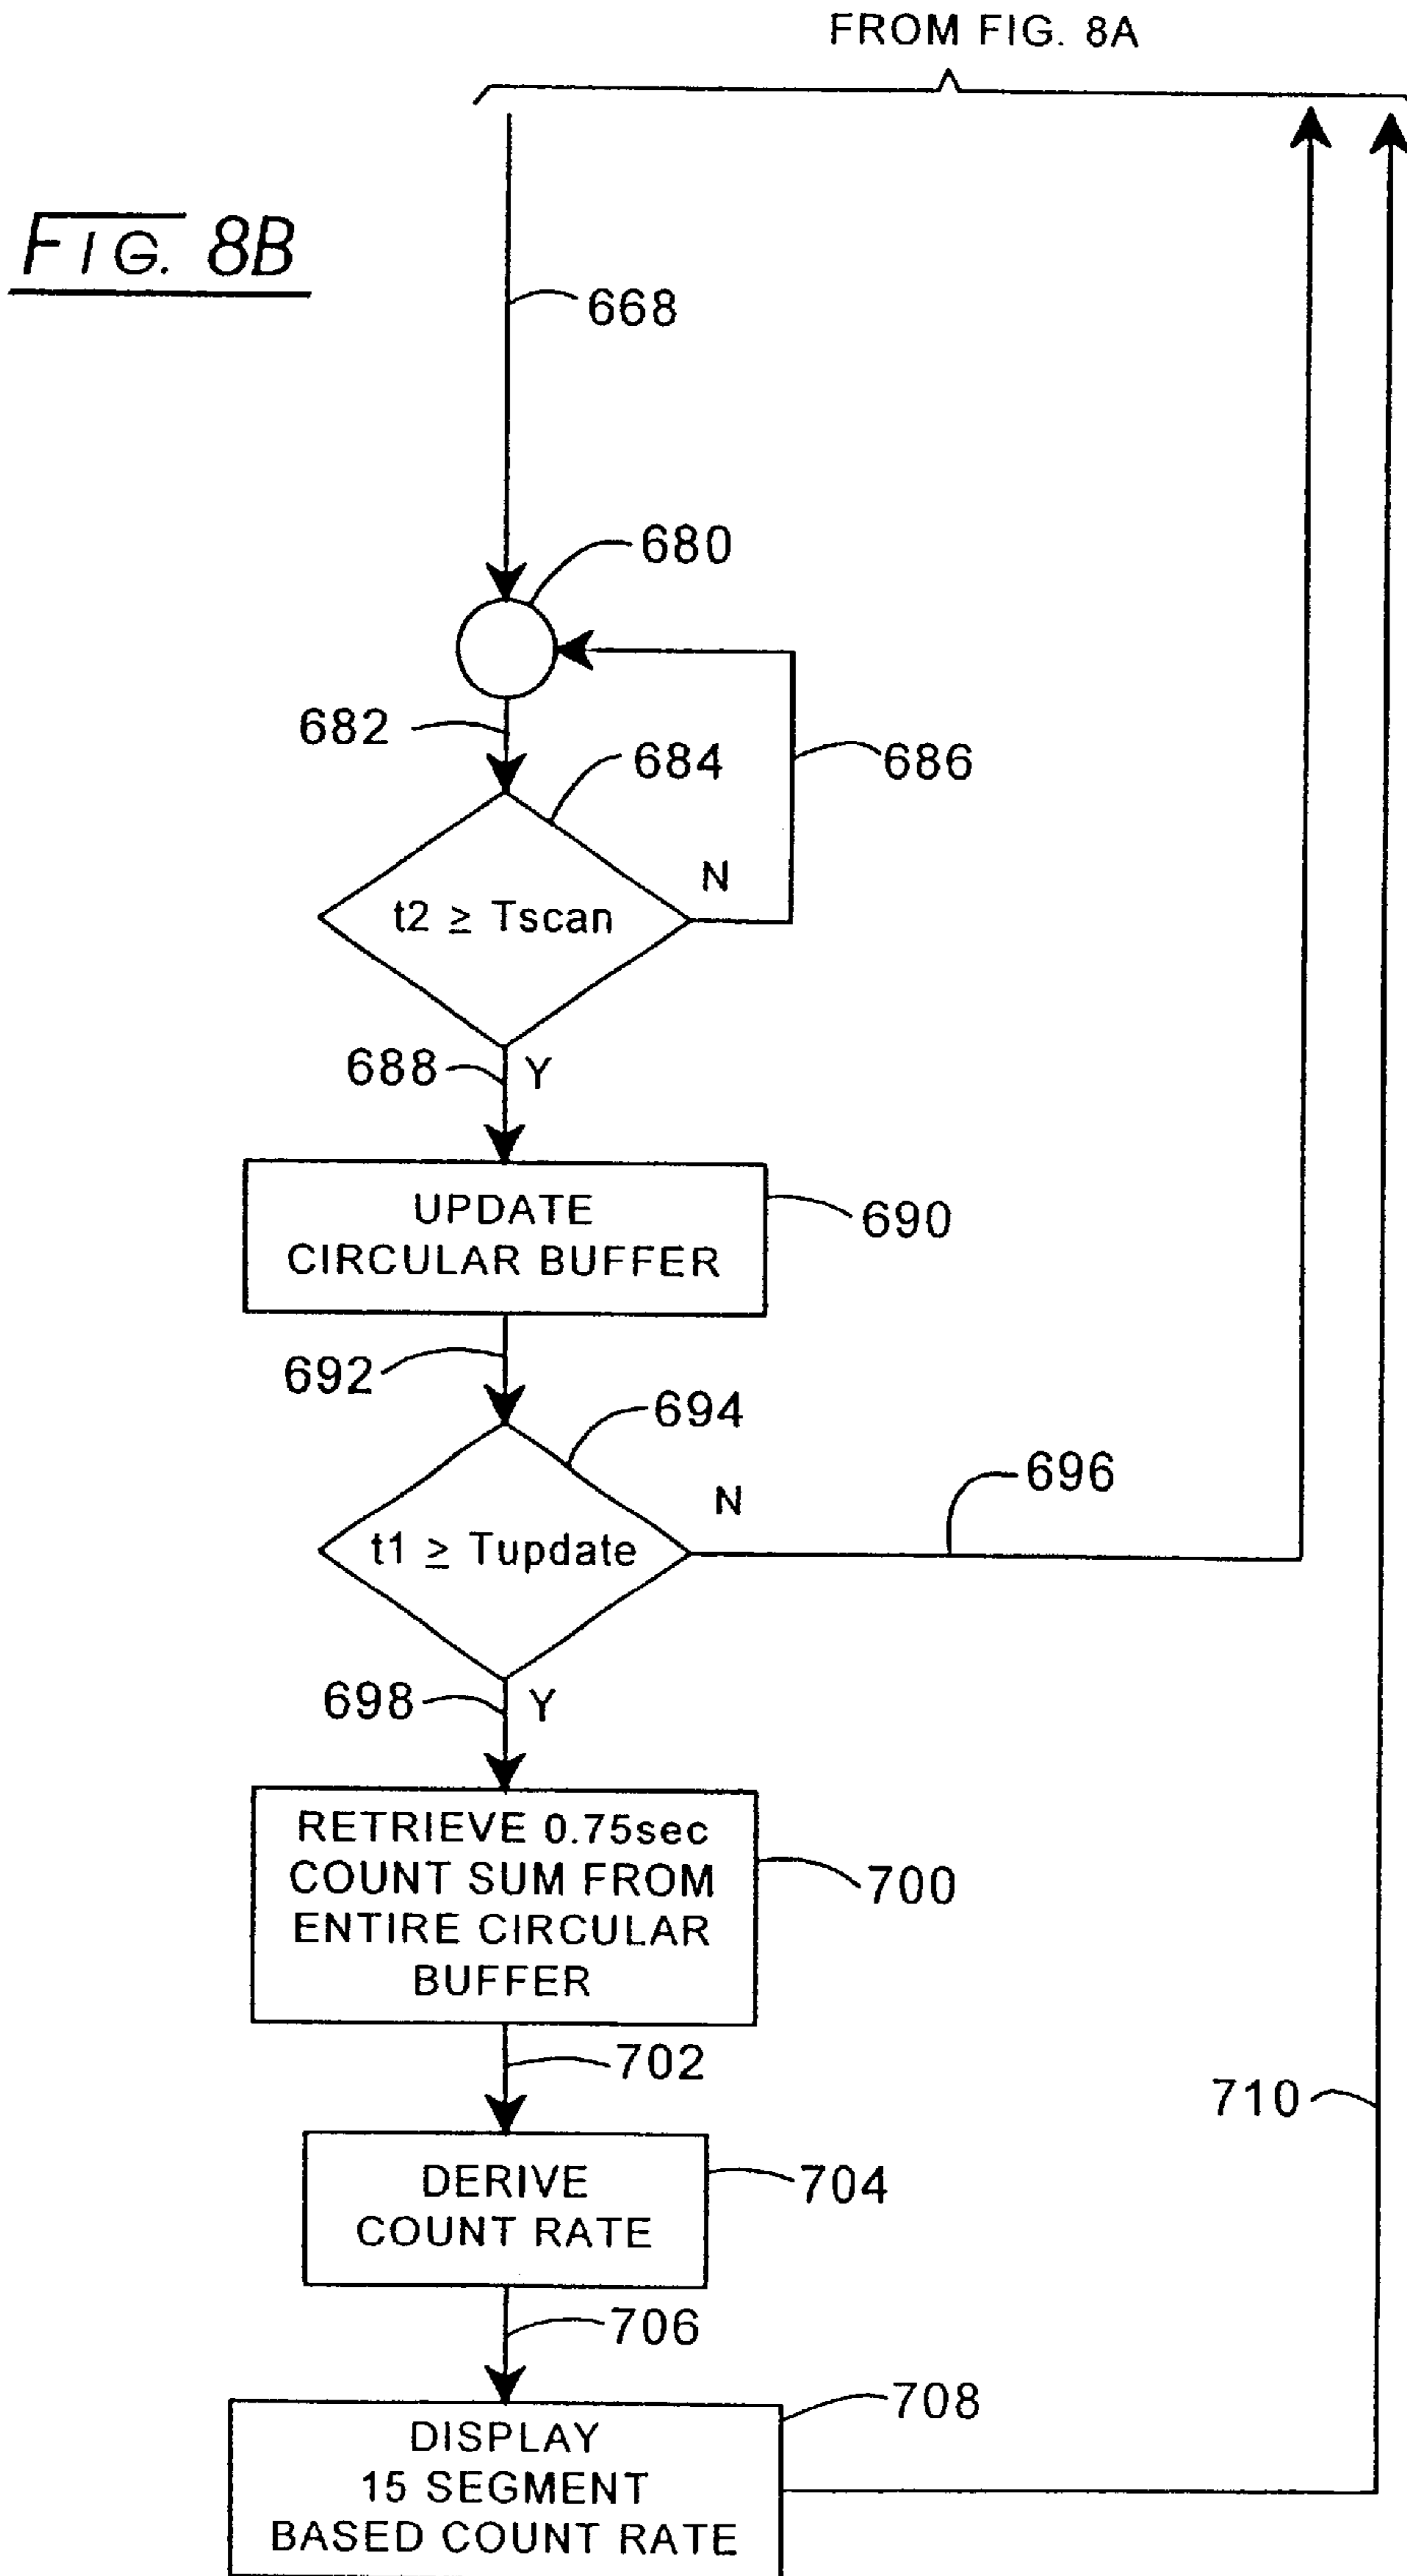 FROM FIG. 8A
FIG. 8B
668
680
682
684
686
N
t2 ≥ Tscan
688
Y
UPDATE
CIRCULAR BUFFER
690
692
694
696
N
t1 ≥ Tupdate
698
Y
RETRIEVE 0.75sec
COUNT SUM FROM
ENTIRE CIRCULAR
BUFFER
700
702
710
DERIVE
COUNT RATE
704
706
708
DISPLAY
15 SEGMENT
BASED COUNT RATE